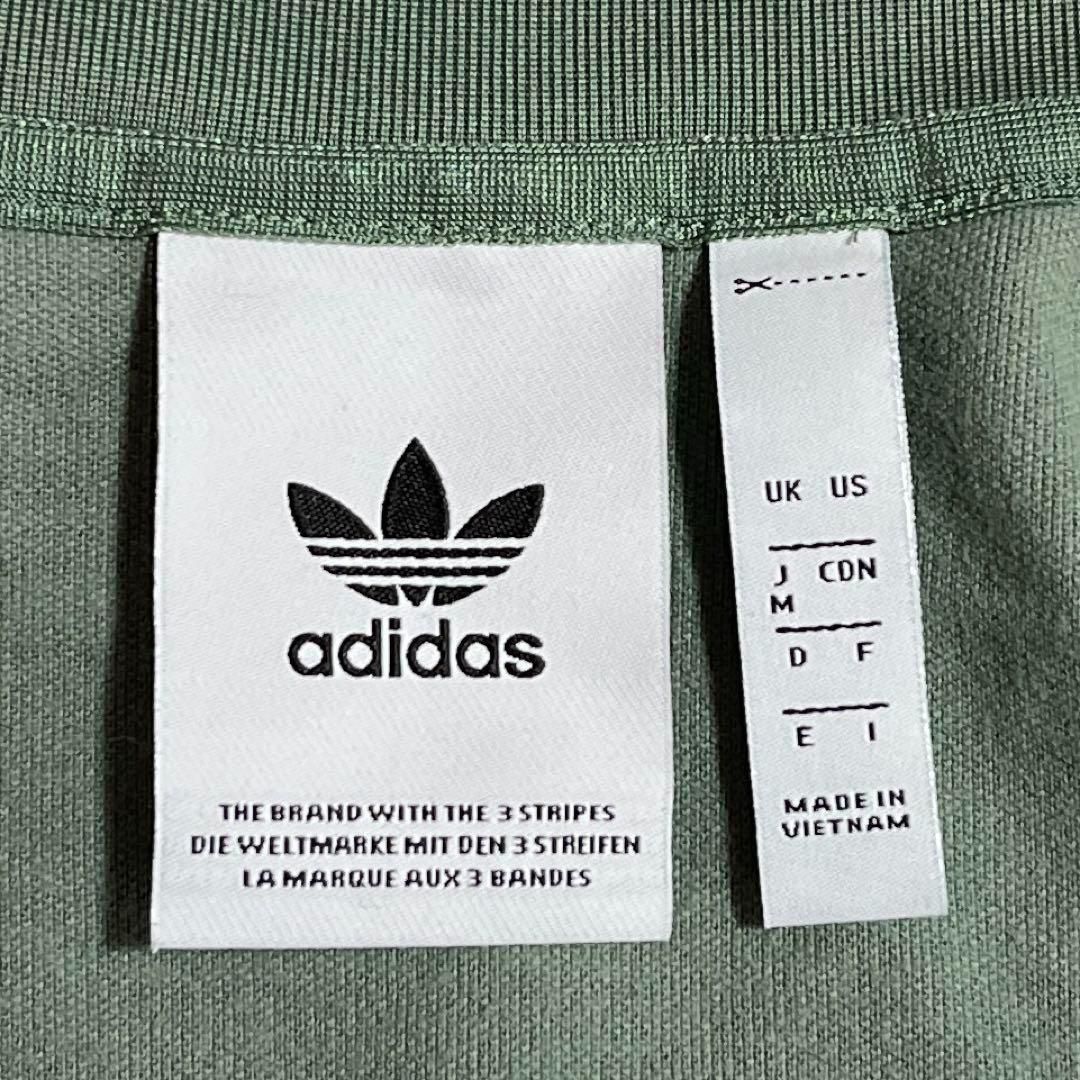 adidas
THE BRAND WITH THE 3 STRIPES
DIE WELTMARKE MIT DEN 3 STREIFEN
LA MARQUE AUX 3 BANDES
UK US
J CDN
M
D F
E I
MADE IN
VIETNAM